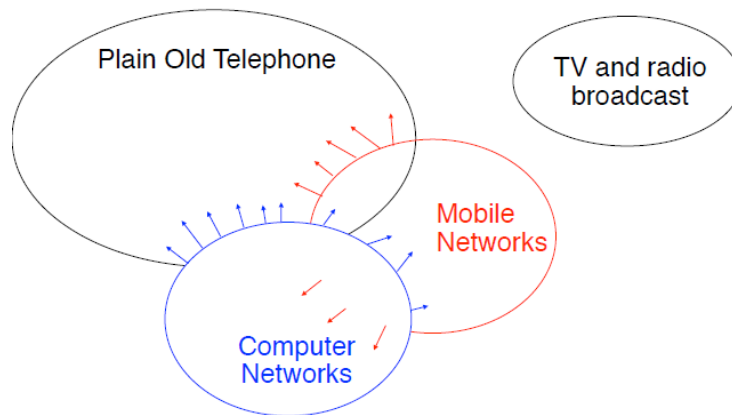 Plain Old Telephone
TV and radio
broadcast
Mobile
Networks
Computer
Networks